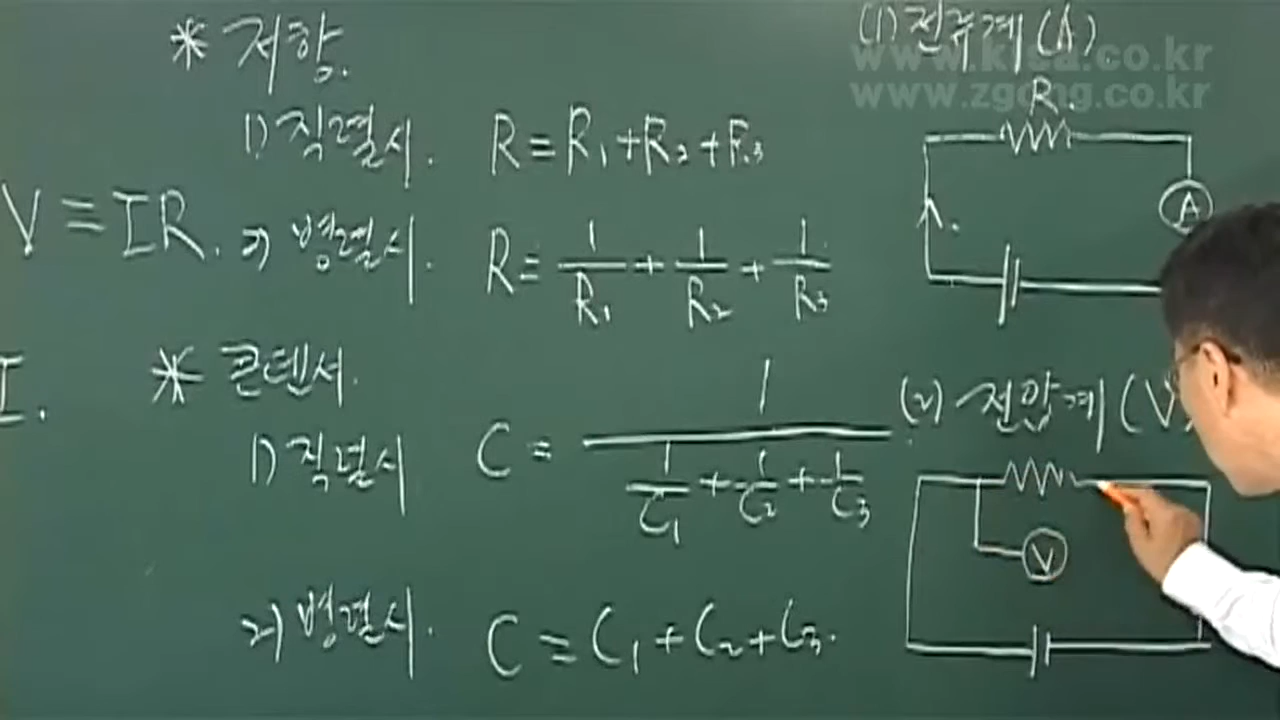 * 저항.
1) 직렬시. R = R₁+R₂+R₃
V = IR.
2) 병렬시. R = 1/R₁ + 1/R₂ + 1/R₃
I.
* 콘덴서.
1) 직렬시 C = 1/(1/C₁ + 1/C₂ + 1/C₃)
2) 병렬시. C = C₁+C₂+C₃.
(1) 전류계(A).
www.kisa.co.kr
www.zgong.co.kr
R.
A
(2) 전압계(V
V